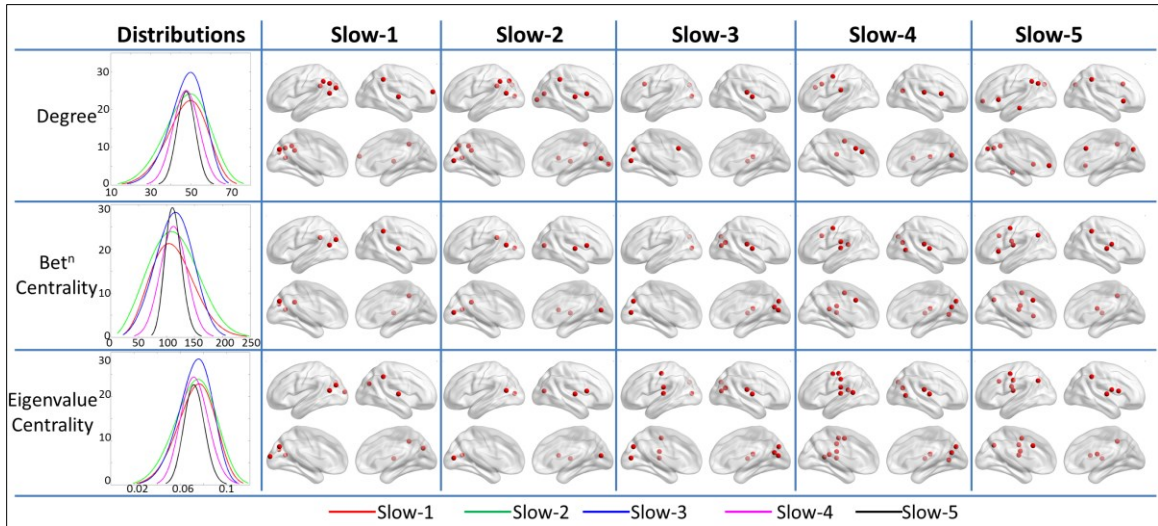 Distributions Slow-1 Slow-2 Slow-3 Slow-4 Slow-5
Degree
30
20
10
0
10 30 50 70
Betⁿ
Centrality
30
20
10
0
0 50 100 150 200 250
Eigenvalue
Centrality
30
20
10
0
0.02 0.06 0.1
Slow-1 Slow-2 Slow-3 Slow-4 Slow-5